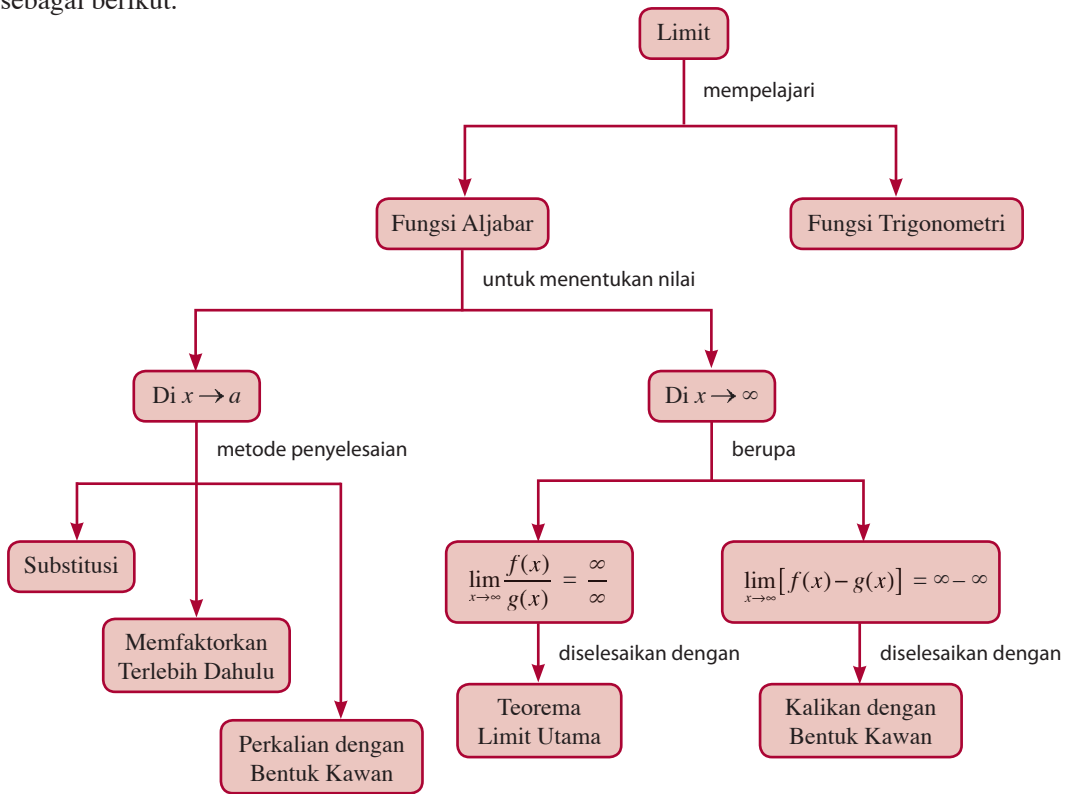 sebagai berikut.
Limit
mempelajari
Fungsi Aljabar
Fungsi Trigonometri
untuk menentukan nilai
Di x → a
Di x → ∞
metode penyelesaian
berupa
Substitusi
Memfaktorkan
Terlebih Dahulu
Perkalian dengan
Bentuk Kawan
lim x→∞ f(x)/g(x) = ∞/∞
lim x→∞ [f(x) – g(x)] = ∞ – ∞
diselesaikan dengan
diselesaikan dengan
Teorema
Limit Utama
Kalikan dengan
Bentuk Kawan